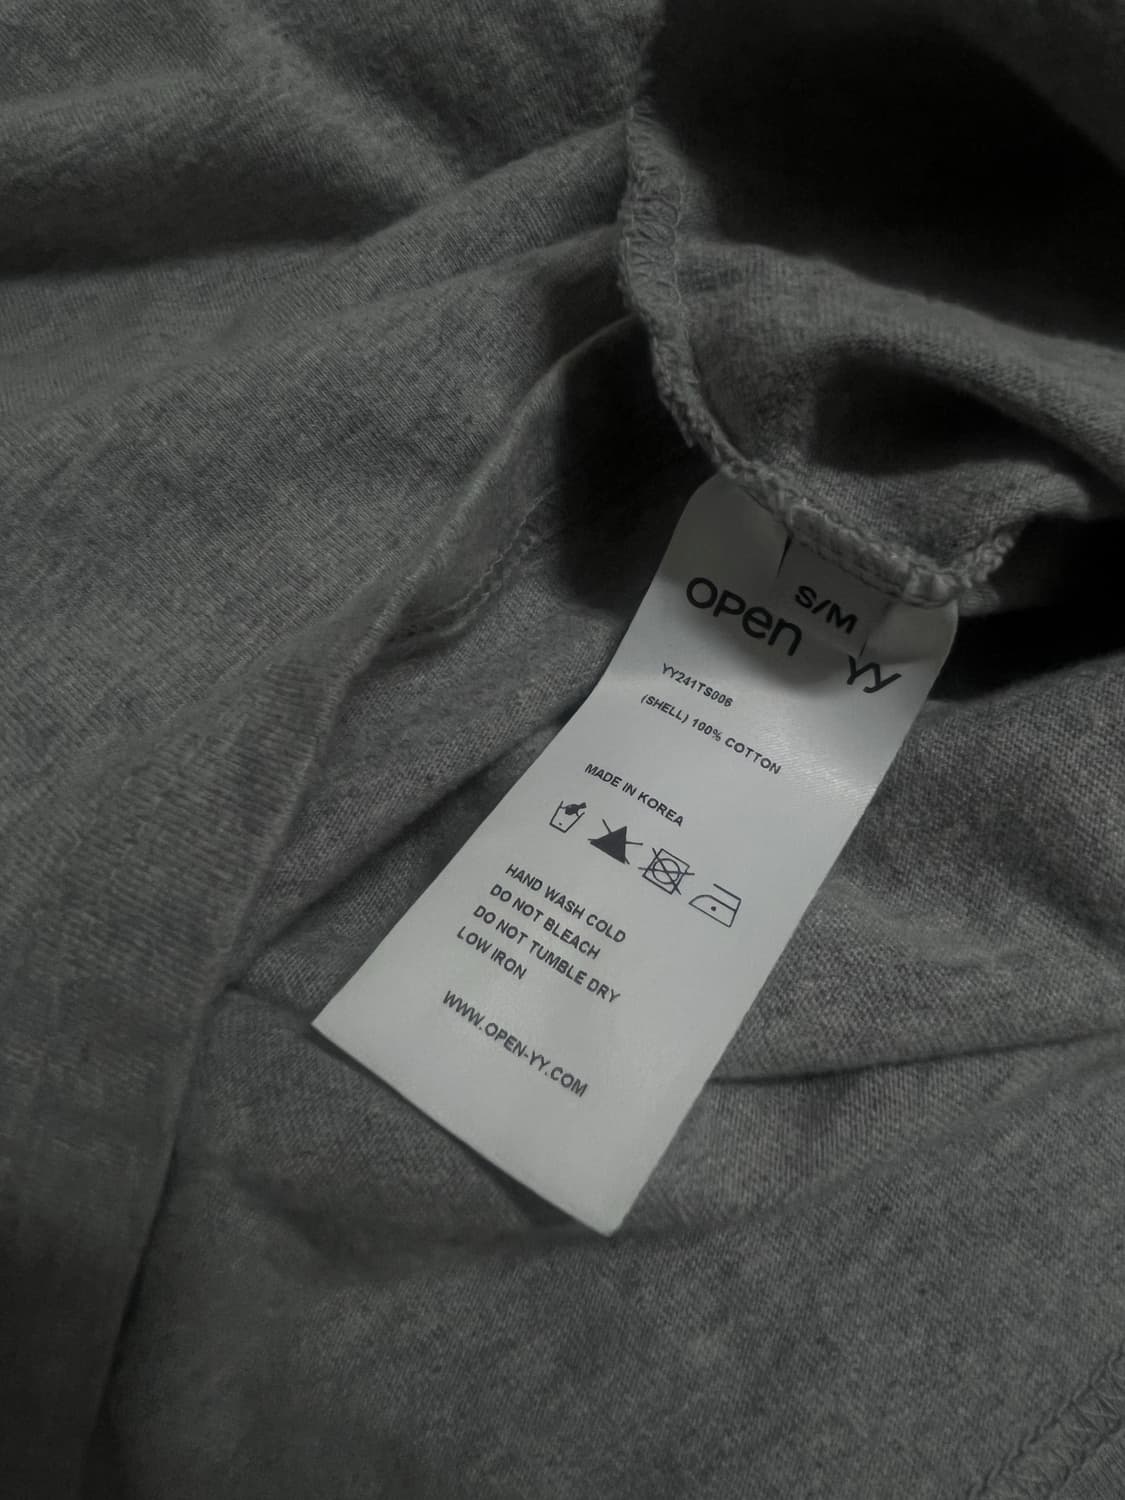 S/M
OPEN YY
YY241TS006
(SHELL) 100% COTTON
MADE IN KOREA
HAND WASH COLD
DO NOT BLEACH
DO NOT TUMBLE DRY
LOW IRON
WWW.OPEN-YY.COM